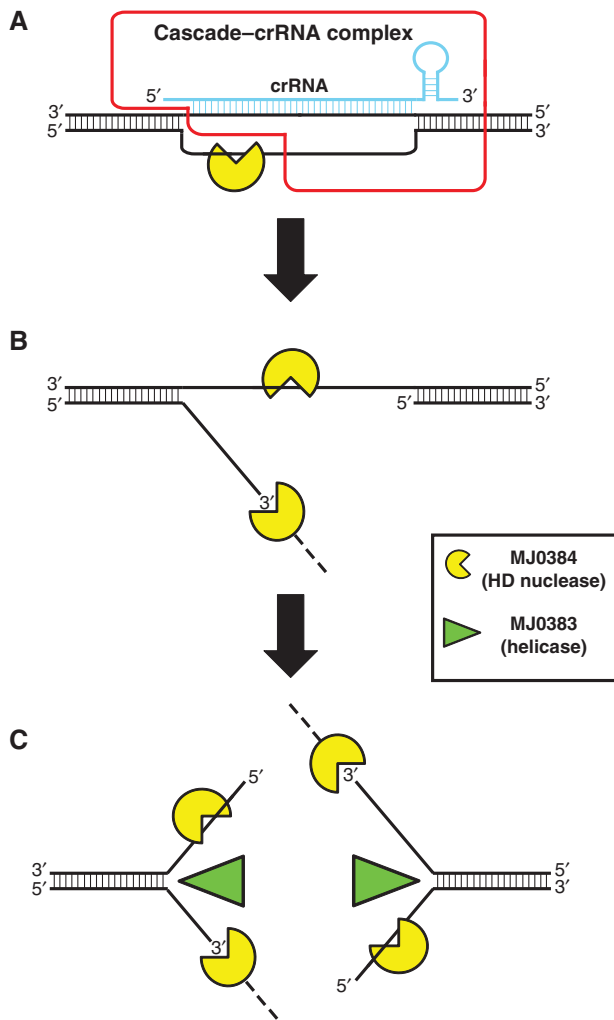 A
Cascade–crRNA complex
crRNA
5′ 3′
3′ 5′
5′ 3′
B
3′ 5′
5′ 5′ 3′
3′
MJ0384
(HD nuclease)
MJ0383
(helicase)
C
3′
5′
3′ 5′
5′ 3′
3′
5′